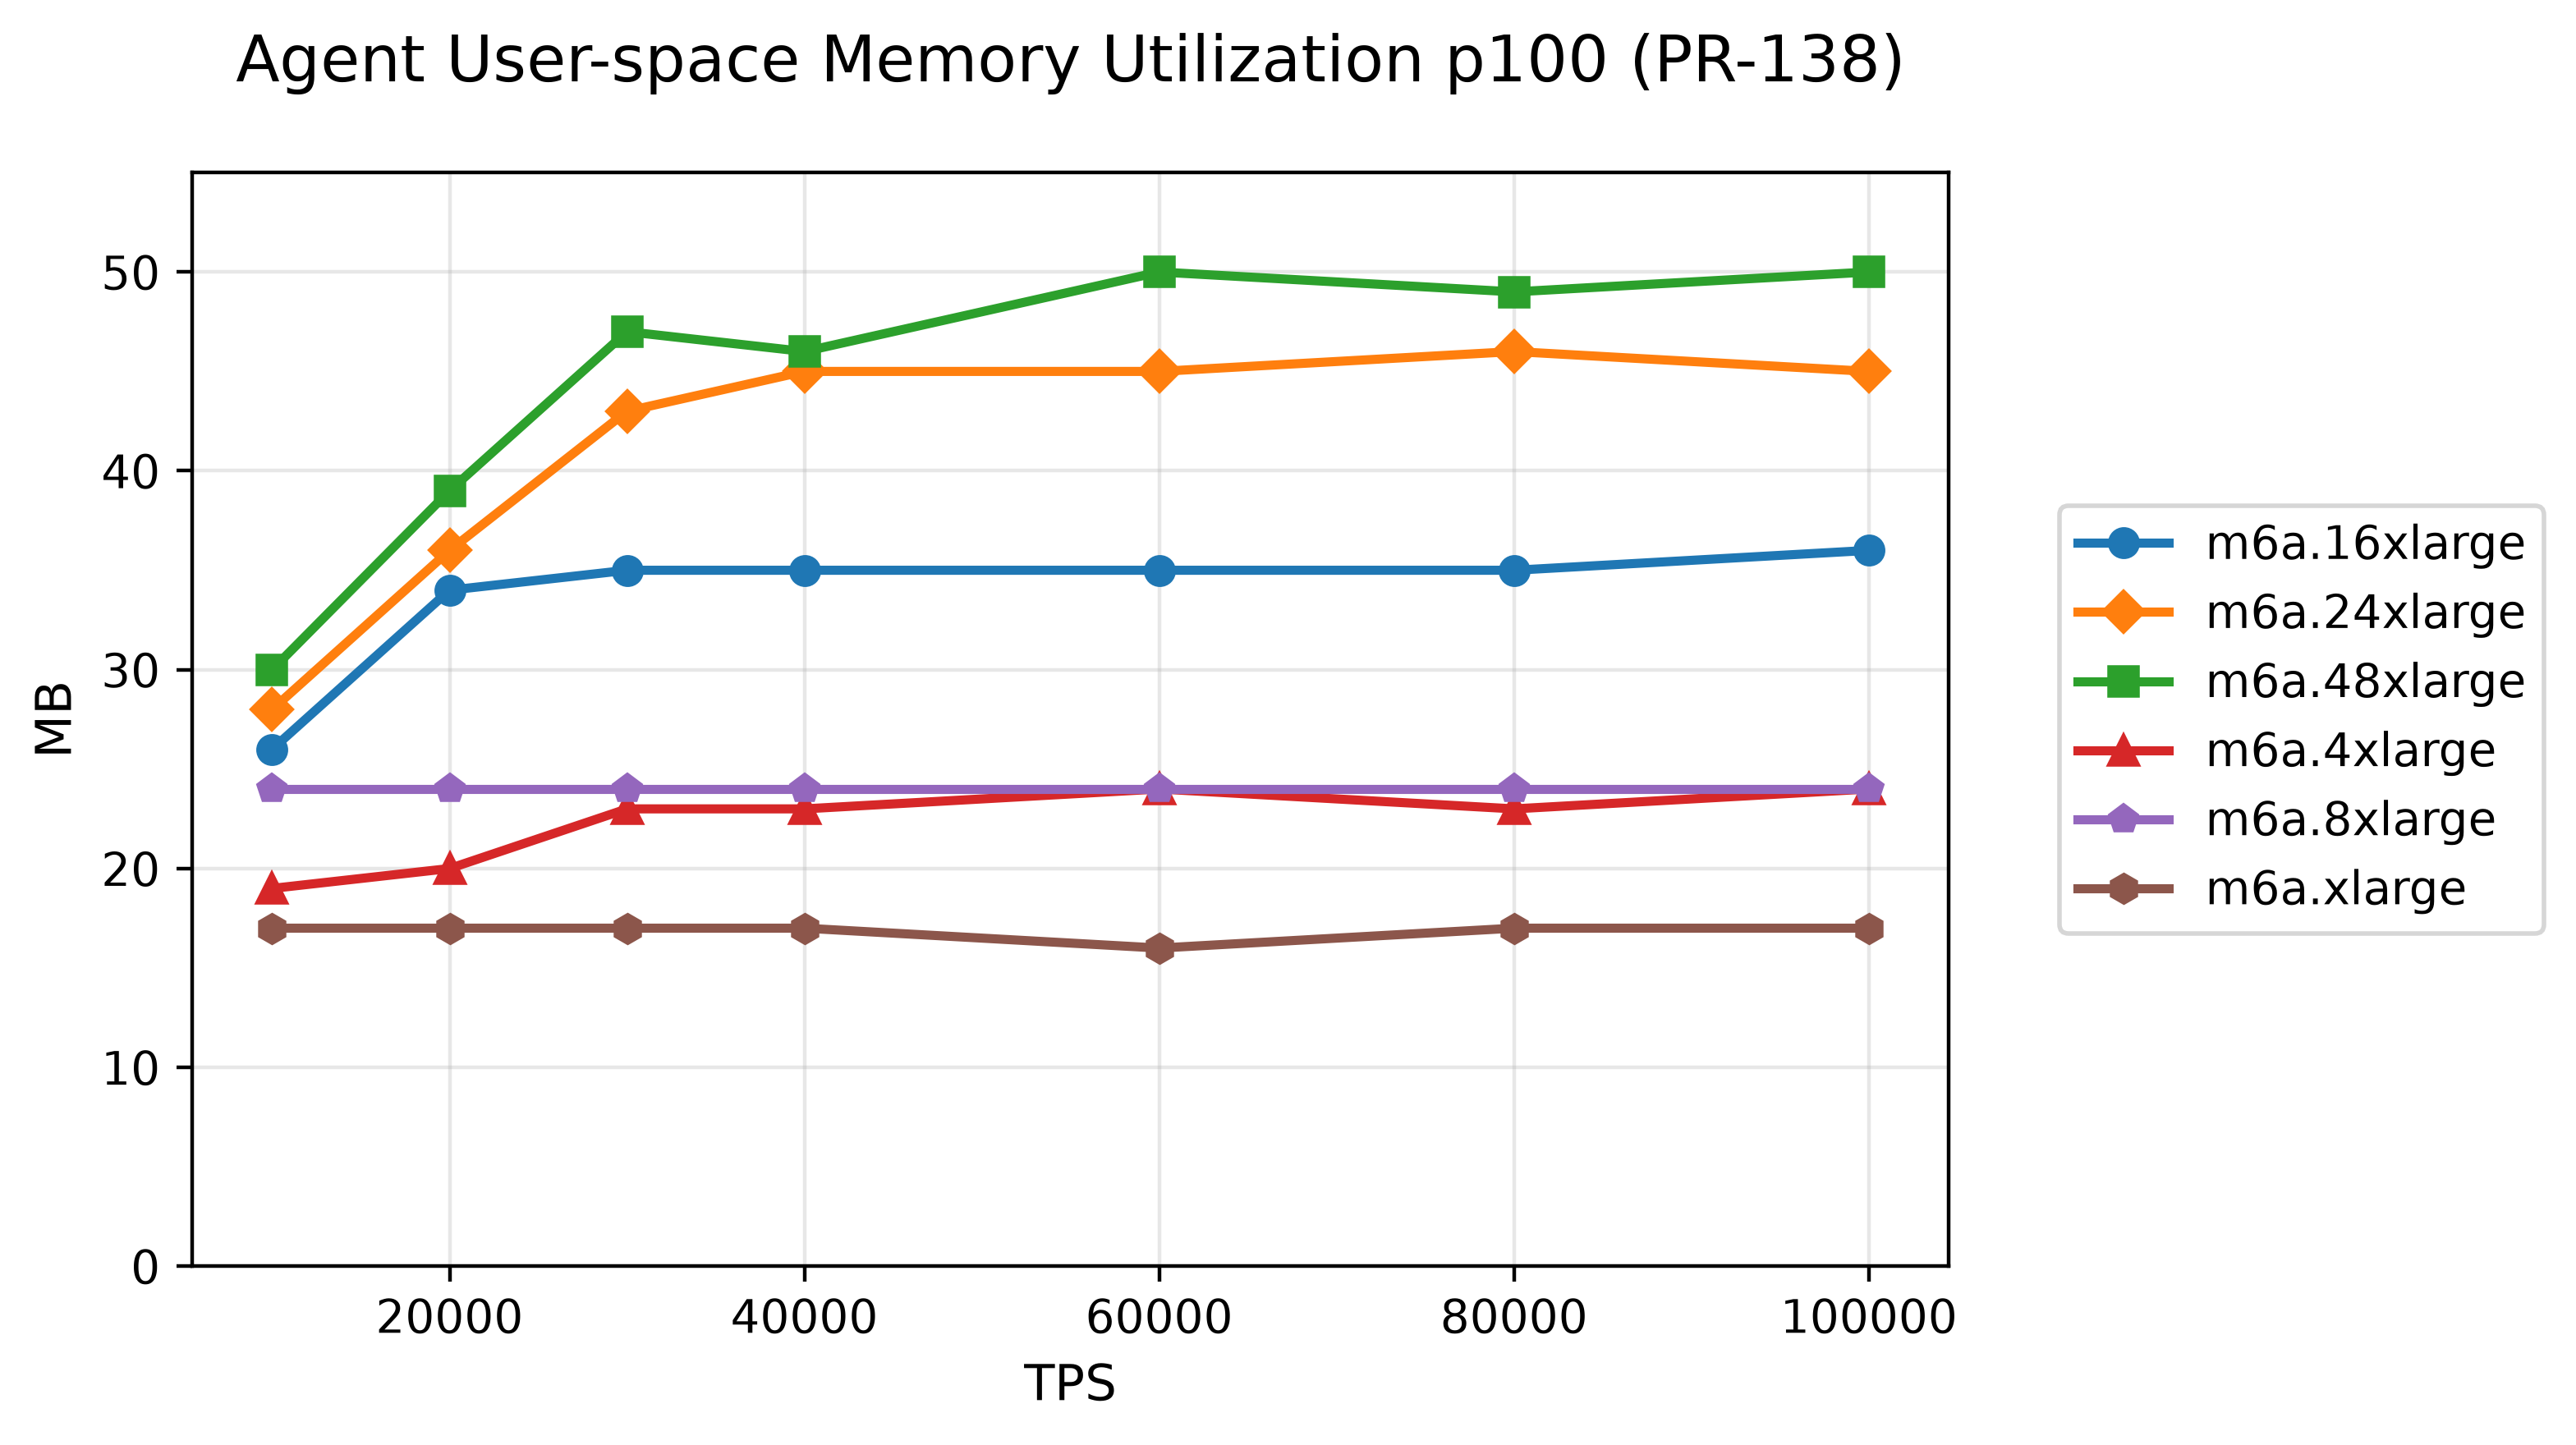 Agent User-space Memory Utilization p100 (PR-138)
50
40
30
20
10
0
MB
20000
40000
60000
80000
100000
TPS
m6a.16xlarge
m6a.24xlarge
m6a.48xlarge
m6a.4xlarge
m6a.8xlarge
m6a.xlarge